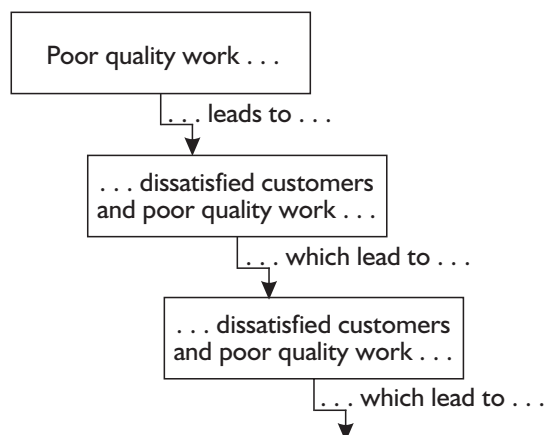 Poor quality work . . .
. . . leads to . . .
. . . dissatisfied customers
and poor quality work . . .
. . . which lead to . . .
. . . dissatisfied customers
and poor quality work . . .
. . . which lead to . . .